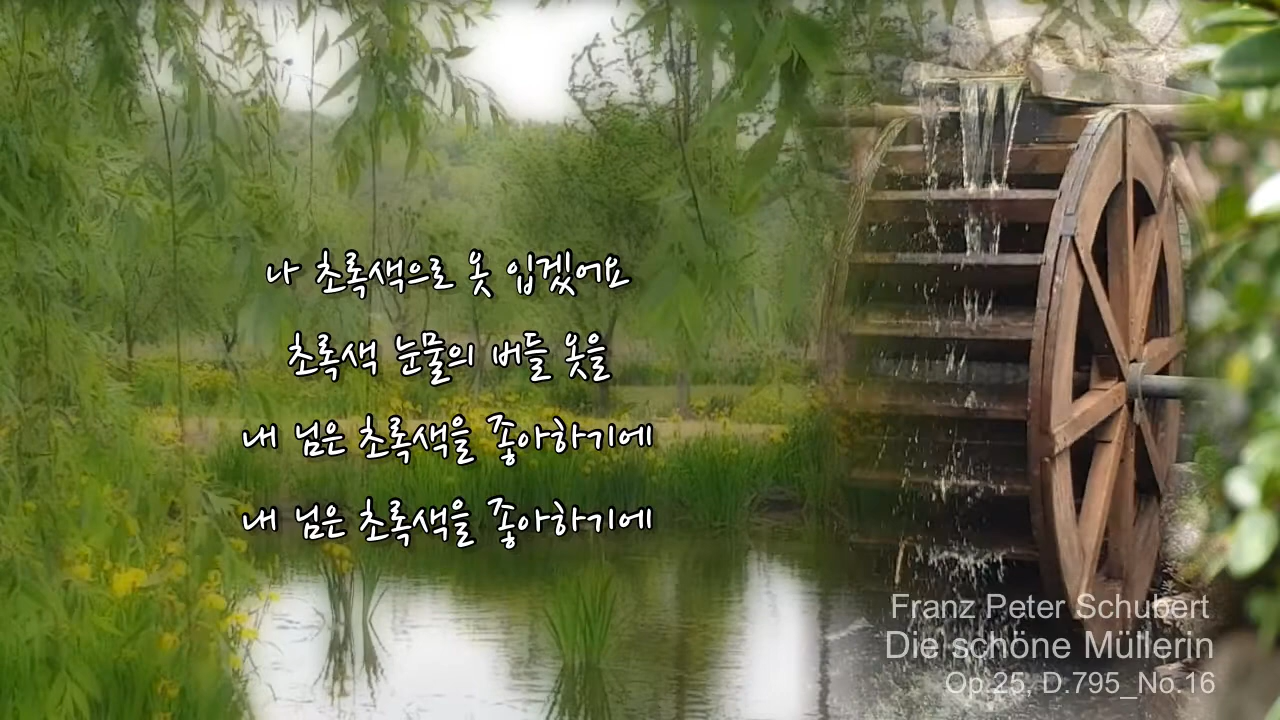 나 초록색으로 옷 입겠어요
초록색 눈물의 버들 옷을
내 님은 초록색을 좋아하기에
내 님은 초록색을 좋아하기에
Franz Peter Schubert
Die schöne Müllerin
Op.25, D.795_No.16